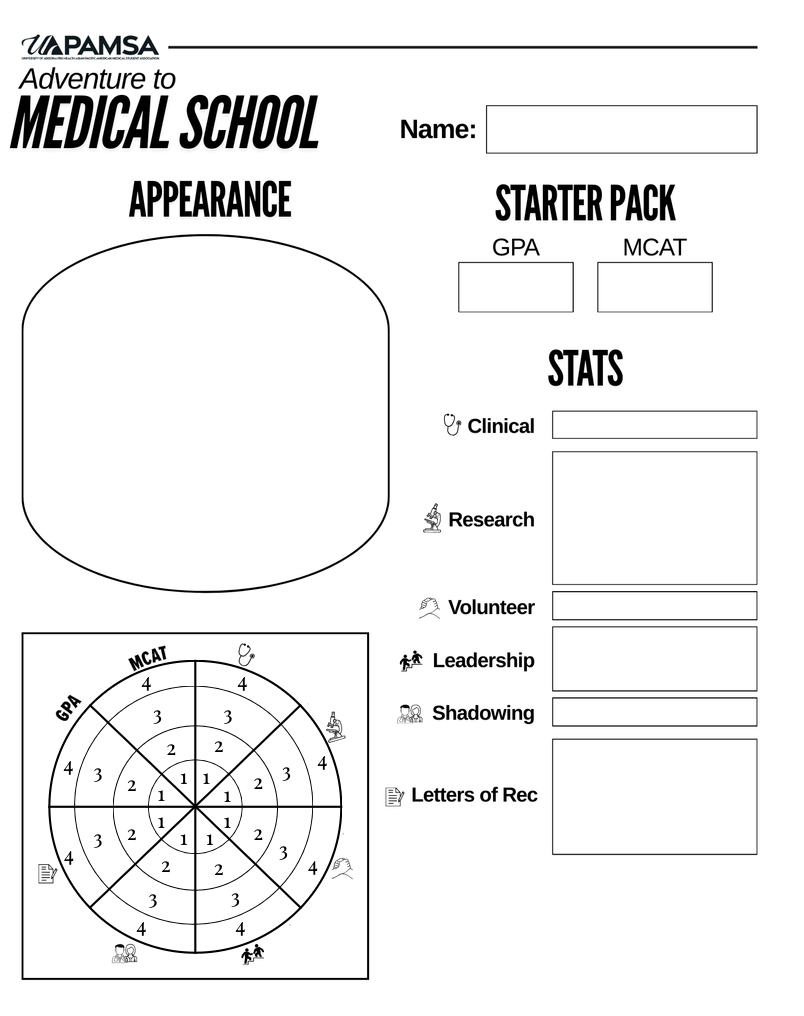 UAPAMSA
UNIVERSITY OF ARIZONA PRE-HEALTH ASIAN PACIFIC AMERICAN MEDICAL STUDENT ASSOCIATION
Adventure to
MEDICAL SCHOOL
Name:
APPEARANCE
STARTER PACK
GPA MCAT
STATS
Clinical
Research
Volunteer
Leadership
Shadowing
Letters of Rec
MCAT
GPA
4 4
3 3
2 2
4 3 2 1 1 1 1 2 3 4
4 3 2 1 1 1 1 2 3 4
2 2
3 3
4 4